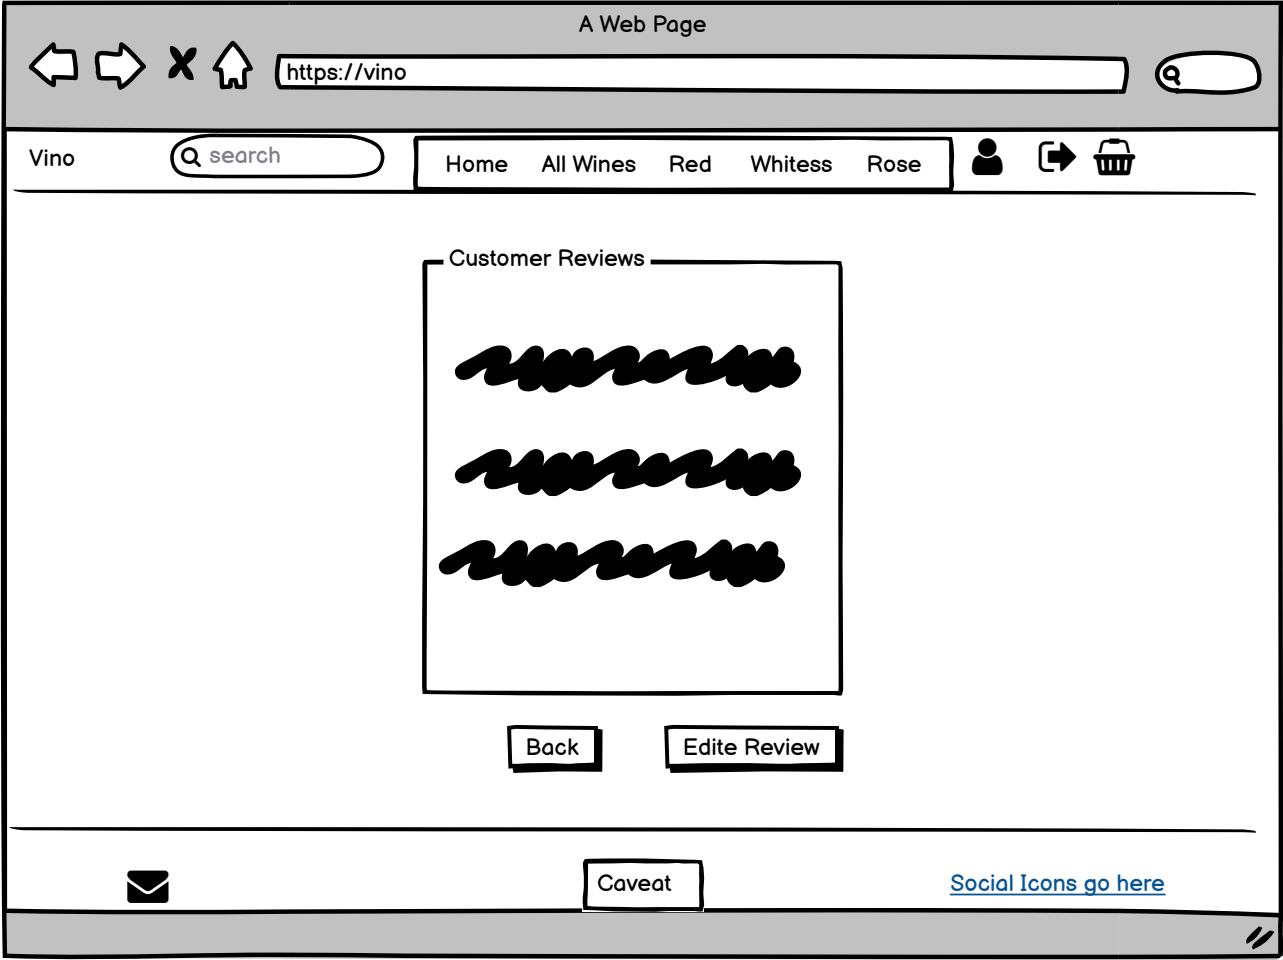 A Web Page
https://vino
Vino
search
Home All Wines Red Whitess Rose
Customer Reviews
Back
Edite Review
Caveat
Social Icons go here